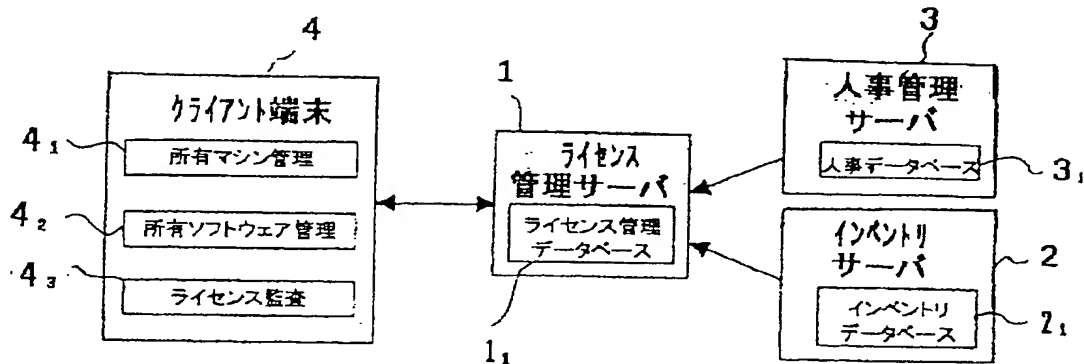 4
クライアント端末
4₁
所有マシン管理
4₂
所有ソフトウェア管理
4₃
ライセンス監査
1
ライセンス
管理サーバ
ライセンス管理
データベース
1₁
3
人事管理
サーバ
人事データベース
3₁
インベントリ
サーバ
2
インベントリ
データベース
2₁